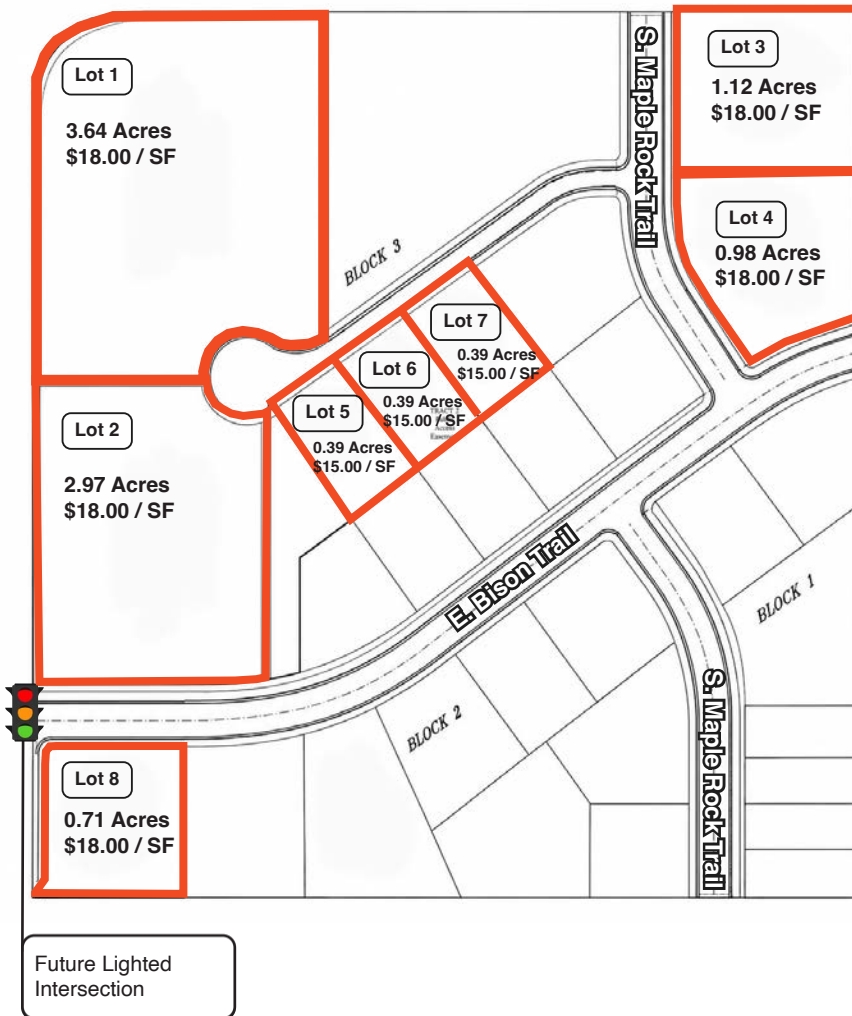 Lot 1
3.64 Acres
$18.00 / SF
S. Maple Rock Trail
Lot 3
1.12 Acres
$18.00 / SF
Lot 4
0.98 Acres
$18.00 / SF
BLOCK 3
Lot 7
0.39 Acres
$15.00 / SF
Lot 6
0.39 Acres
$15.00 / SF
Lot 5
0.39 Acres
$15.00 / SF
Lot 2
2.97 Acres
$18.00 / SF
E. Bison Trail
BLOCK 1
BLOCK 2
S. Maple Rock Trail
Lot 8
0.71 Acres
$18.00 / SF
Future Lighted
Intersection